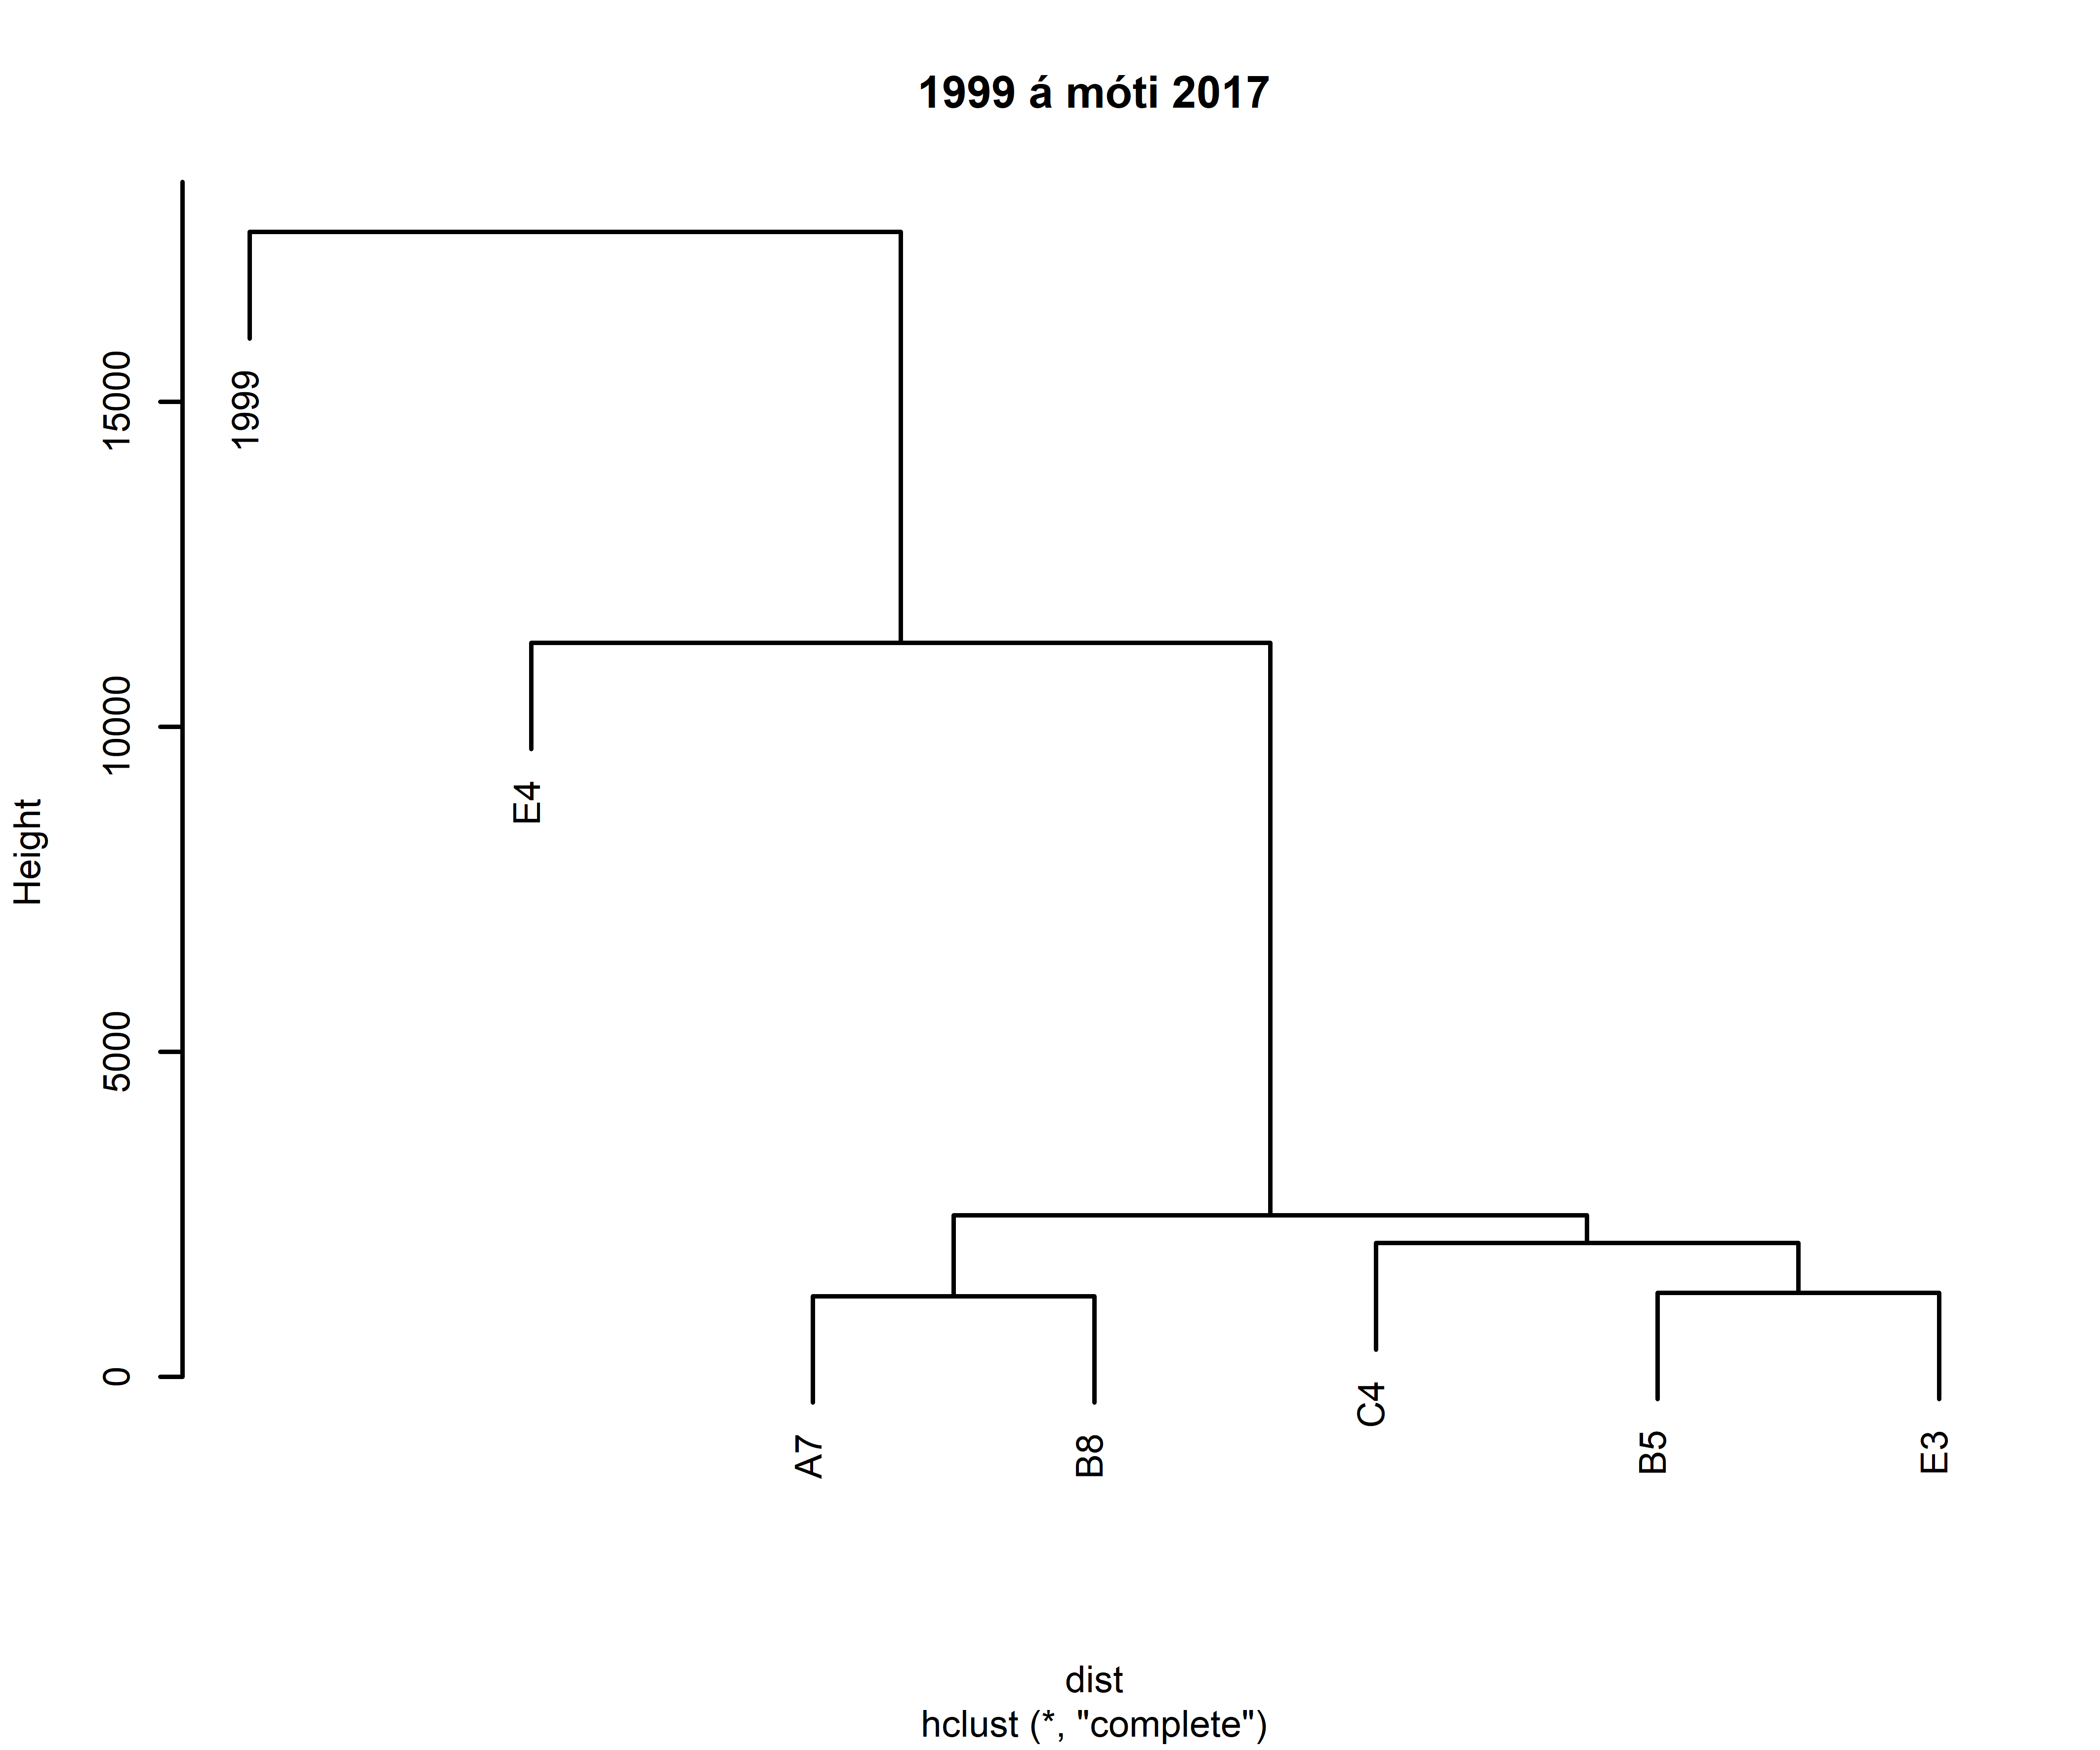 1999 á móti 2017
Height
15000
10000
5000
0
1999
E4
A7
B8
C4
B5
E3
dist
hclust (*, "complete")